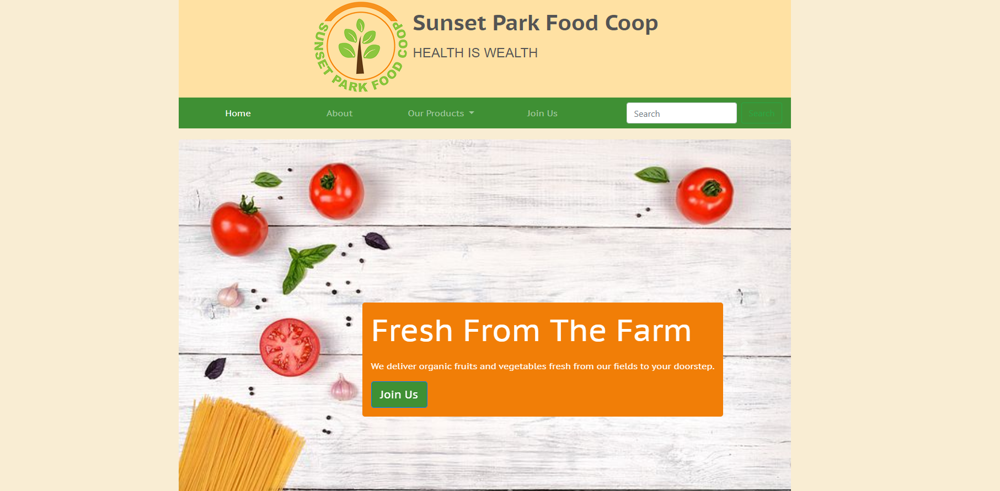 SUNSET PARK FOOD COOP
Sunset Park Food Coop
HEALTH IS WEALTH
Home About Our Products Join Us Search Search
Fresh From The Farm
We deliver organic fruits and vegetables fresh from our fields to your doorstep.
Join Us